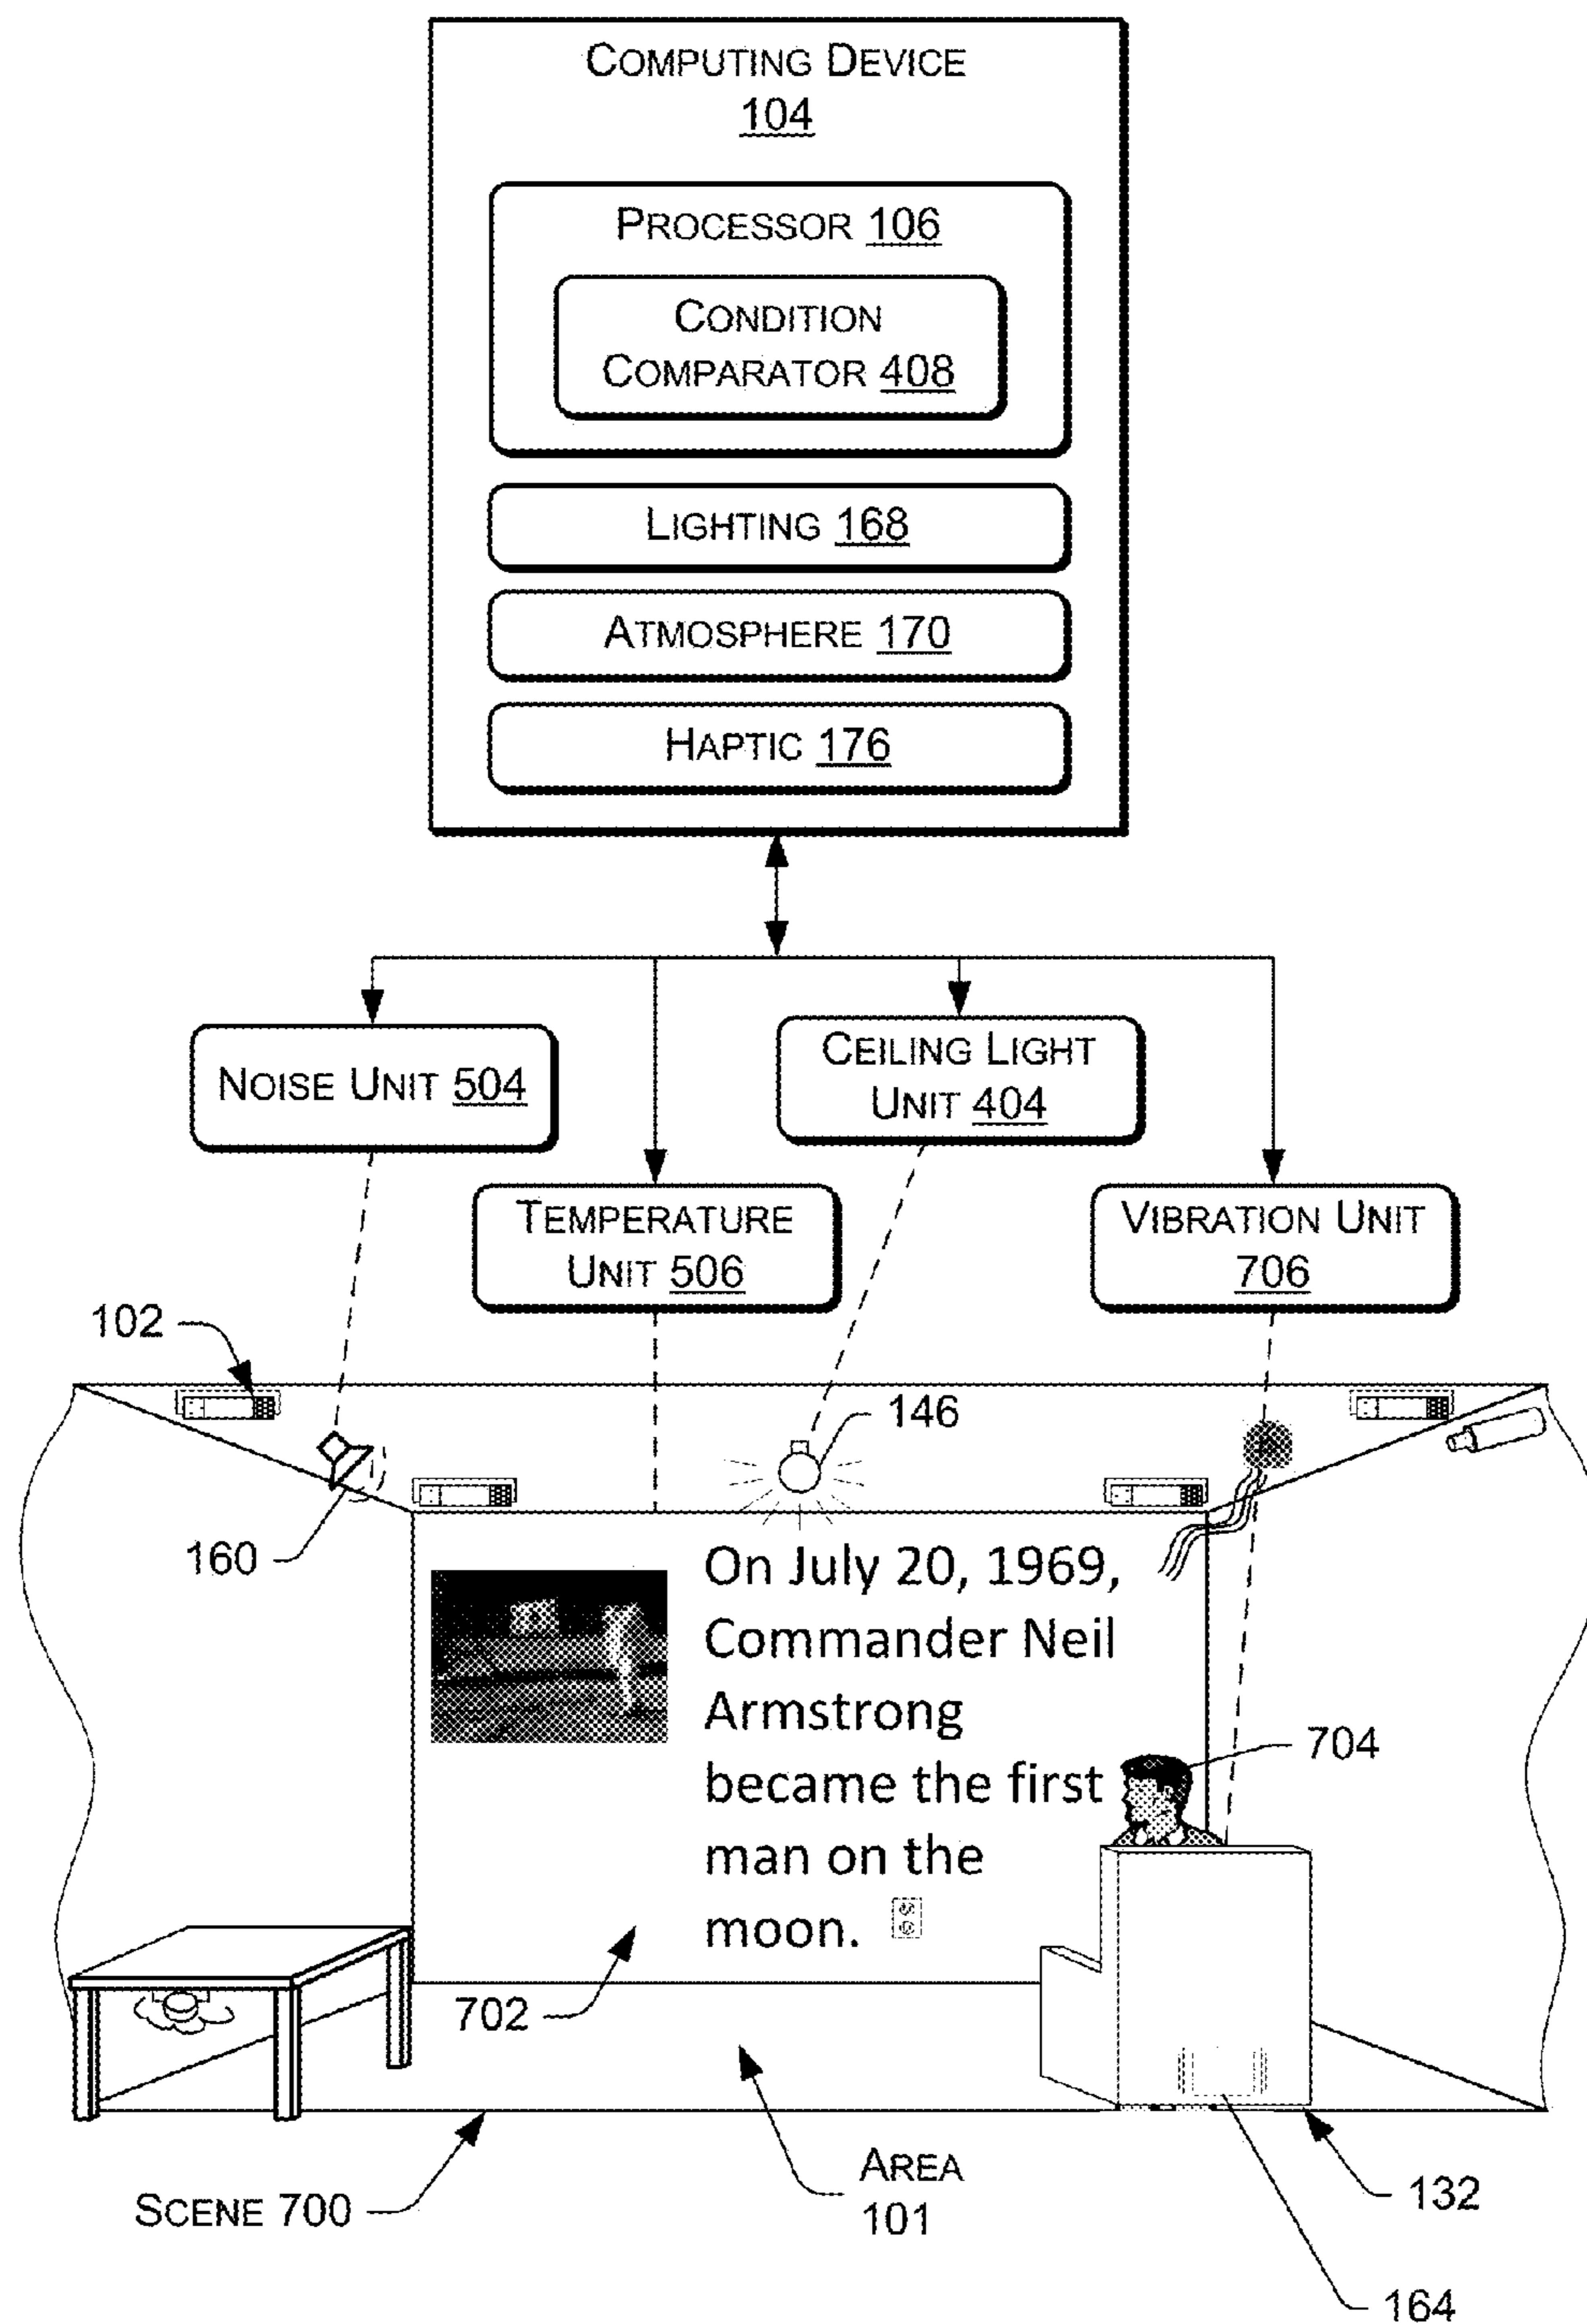 COMPUTING DEVICE
104
PROCESSOR 106
CONDITION
COMPARATOR 408
LIGHTING 168
ATMOSPHERE 170
HAPTIC 176
NOISE UNIT 504
CEILING LIGHT
UNIT 404
TEMPERATURE
UNIT 506
VIBRATION UNIT
706
102
146
160
On July 20, 1969,
Commander Neil
Armstrong
became the first
man on the
moon.
704
702
SCENE 700
AREA
101
132
164